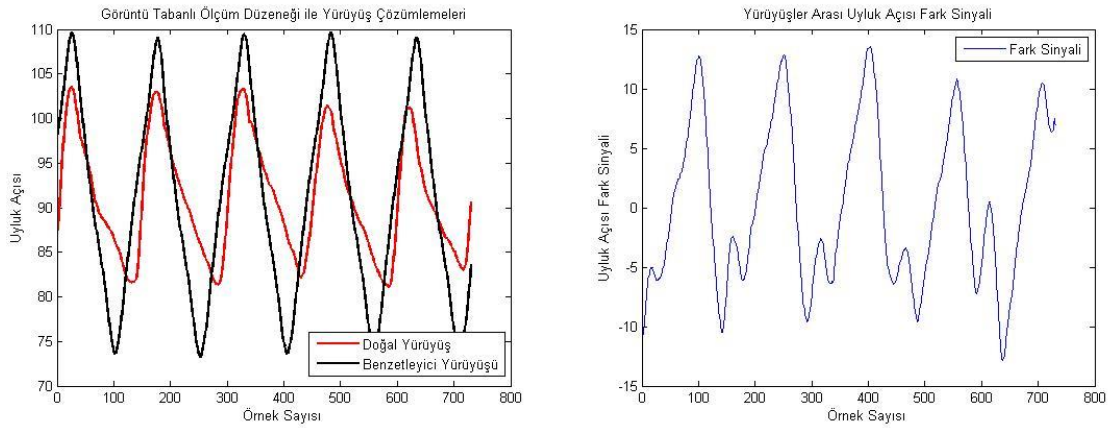 Görüntü Tabanlı Ölçüm Düzeneği ile Yürüyüş Çözümlemeleri
110
105
100
95
90
85
80
75
70
Uyluk Açısı
Doğal Yürüyüş
Benzetleyici Yürüyüşü
0 100 200 300 400 500 600 700 800
Örnek Sayısı
Yürüyüşler Arası Uyluk Açısı Fark Sinyali
15
10
5
0
-5
-10
-15
Uyluk Açısı Fark Sinyali
Fark Sinyali
0 100 200 300 400 500 600 700 800
Örnek Sayısı